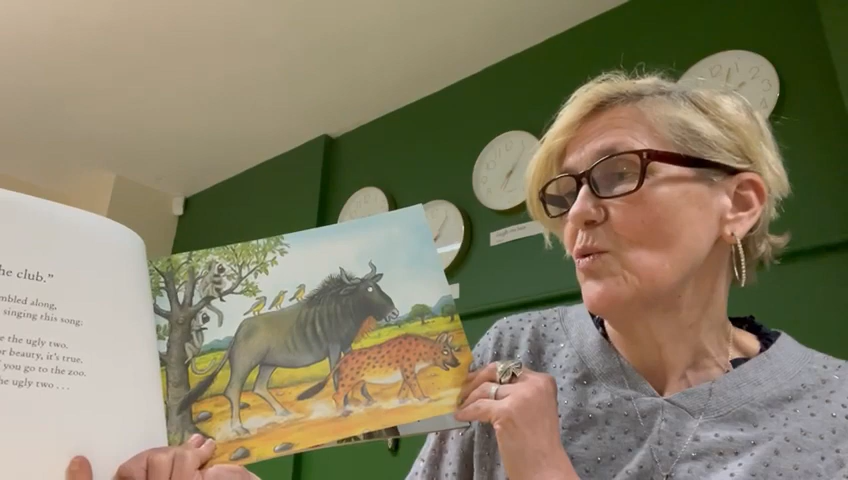 he club.”
mbled along,
singing this song:
e the ugly two.
or beauty, it's true.
you go to the zoo.
he ugly two . . .